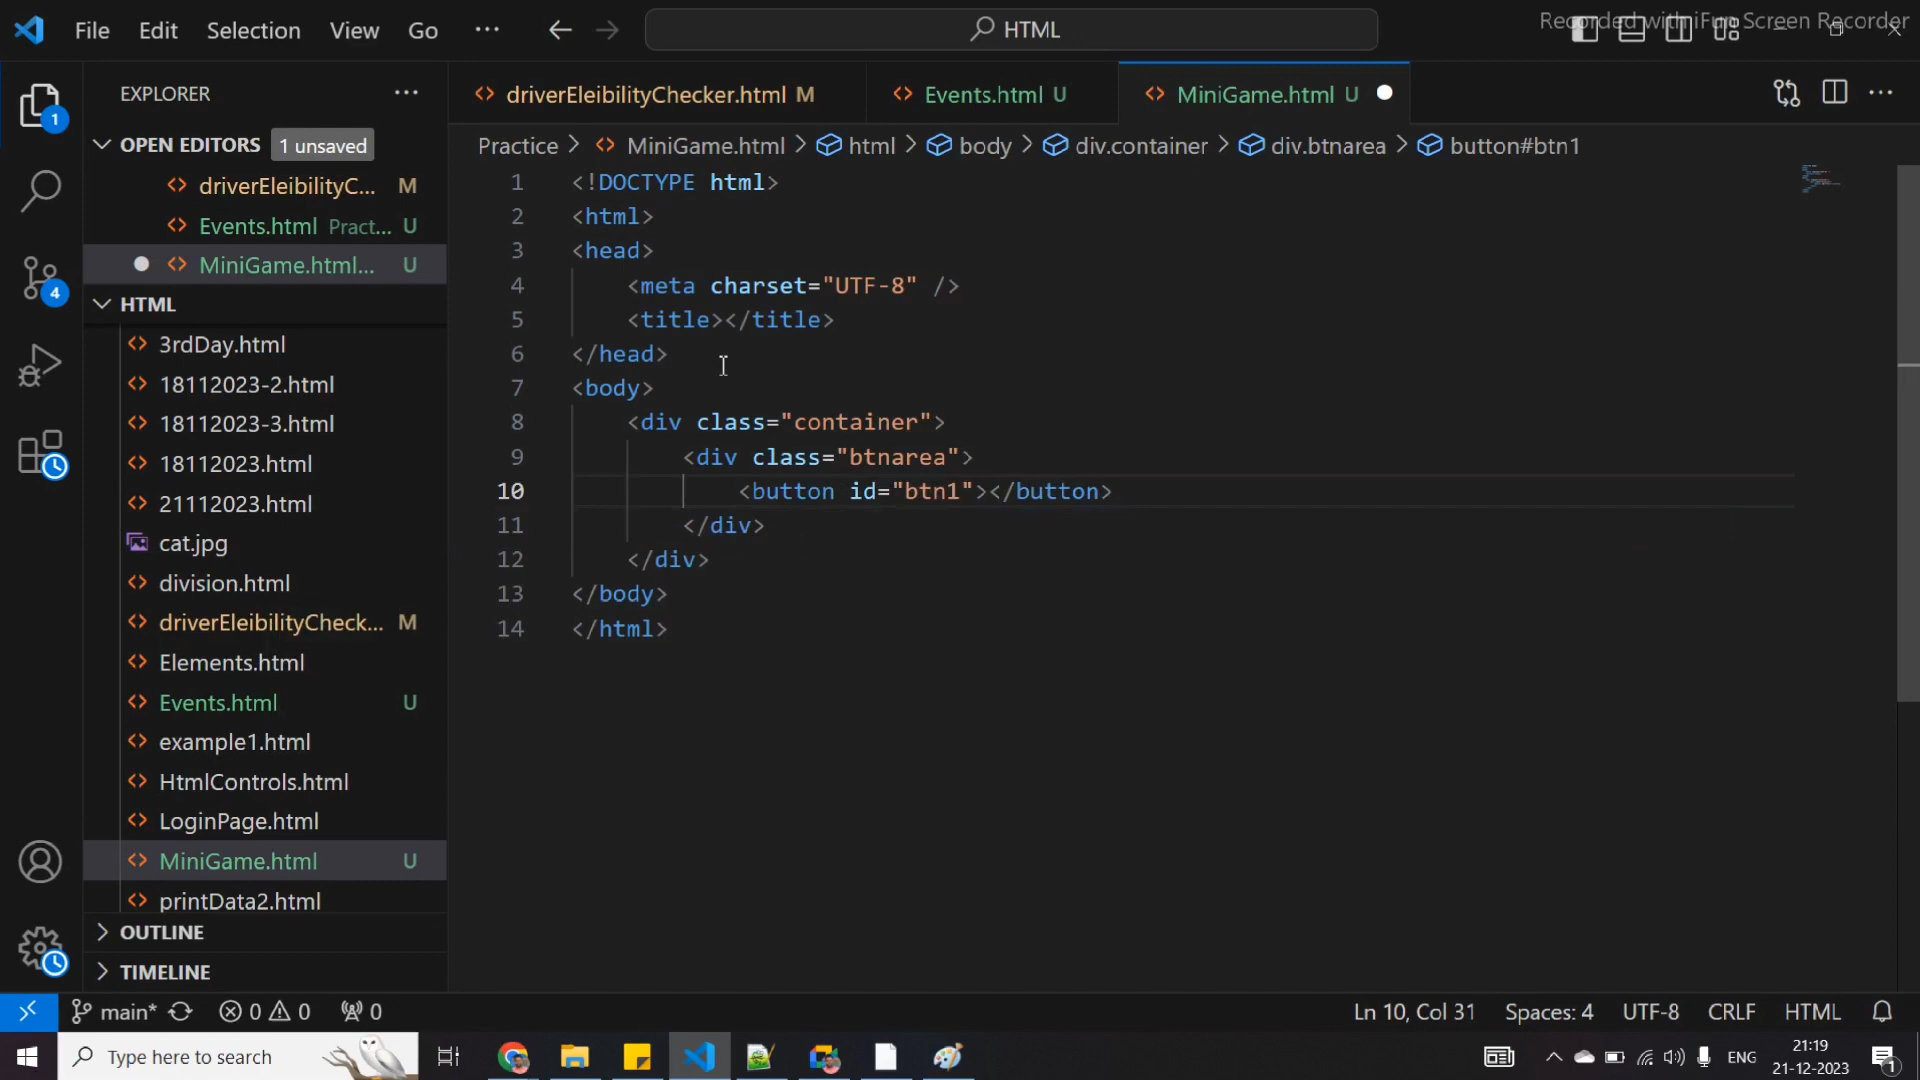 File Edit Selection View Go ··· HTML Recorded with iFun Screen Recorder
EXPLORER ···
OPEN EDITORS 1 unsaved
driverEleibilityC... M
Events.html Pract... U
MiniGame.html... U
HTML
3rdDay.html
18112023-2.html
18112023-3.html
18112023.html
21112023.html
cat.jpg
division.html
driverEleibilityCheck... M
Elements.html
Events.html U
example1.html
HtmlControls.html
LoginPage.html
MiniGame.html U
printData2.html
OUTLINE
TIMELINE
driverEleibilityChecker.html M Events.html U MiniGame.html U
Practice > MiniGame.html > html > body > div.container > div.btnarea > button#btn1
1 <!DOCTYPE html>
2 <html>
3 <head>
4 <meta charset="UTF-8" />
5 <title></title>
6 </head>
7 <body>
8 <div class="container">
9 <div class="btnarea">
10 <button id="btn1"></button>
11 </div>
12 </div>
13 </body>
14 </html>
1
4
main* 0 0 0 Ln 10, Col 31 Spaces: 4 UTF-8 CRLF HTML
Type here to search ENG 21:19
21-12-2023 1